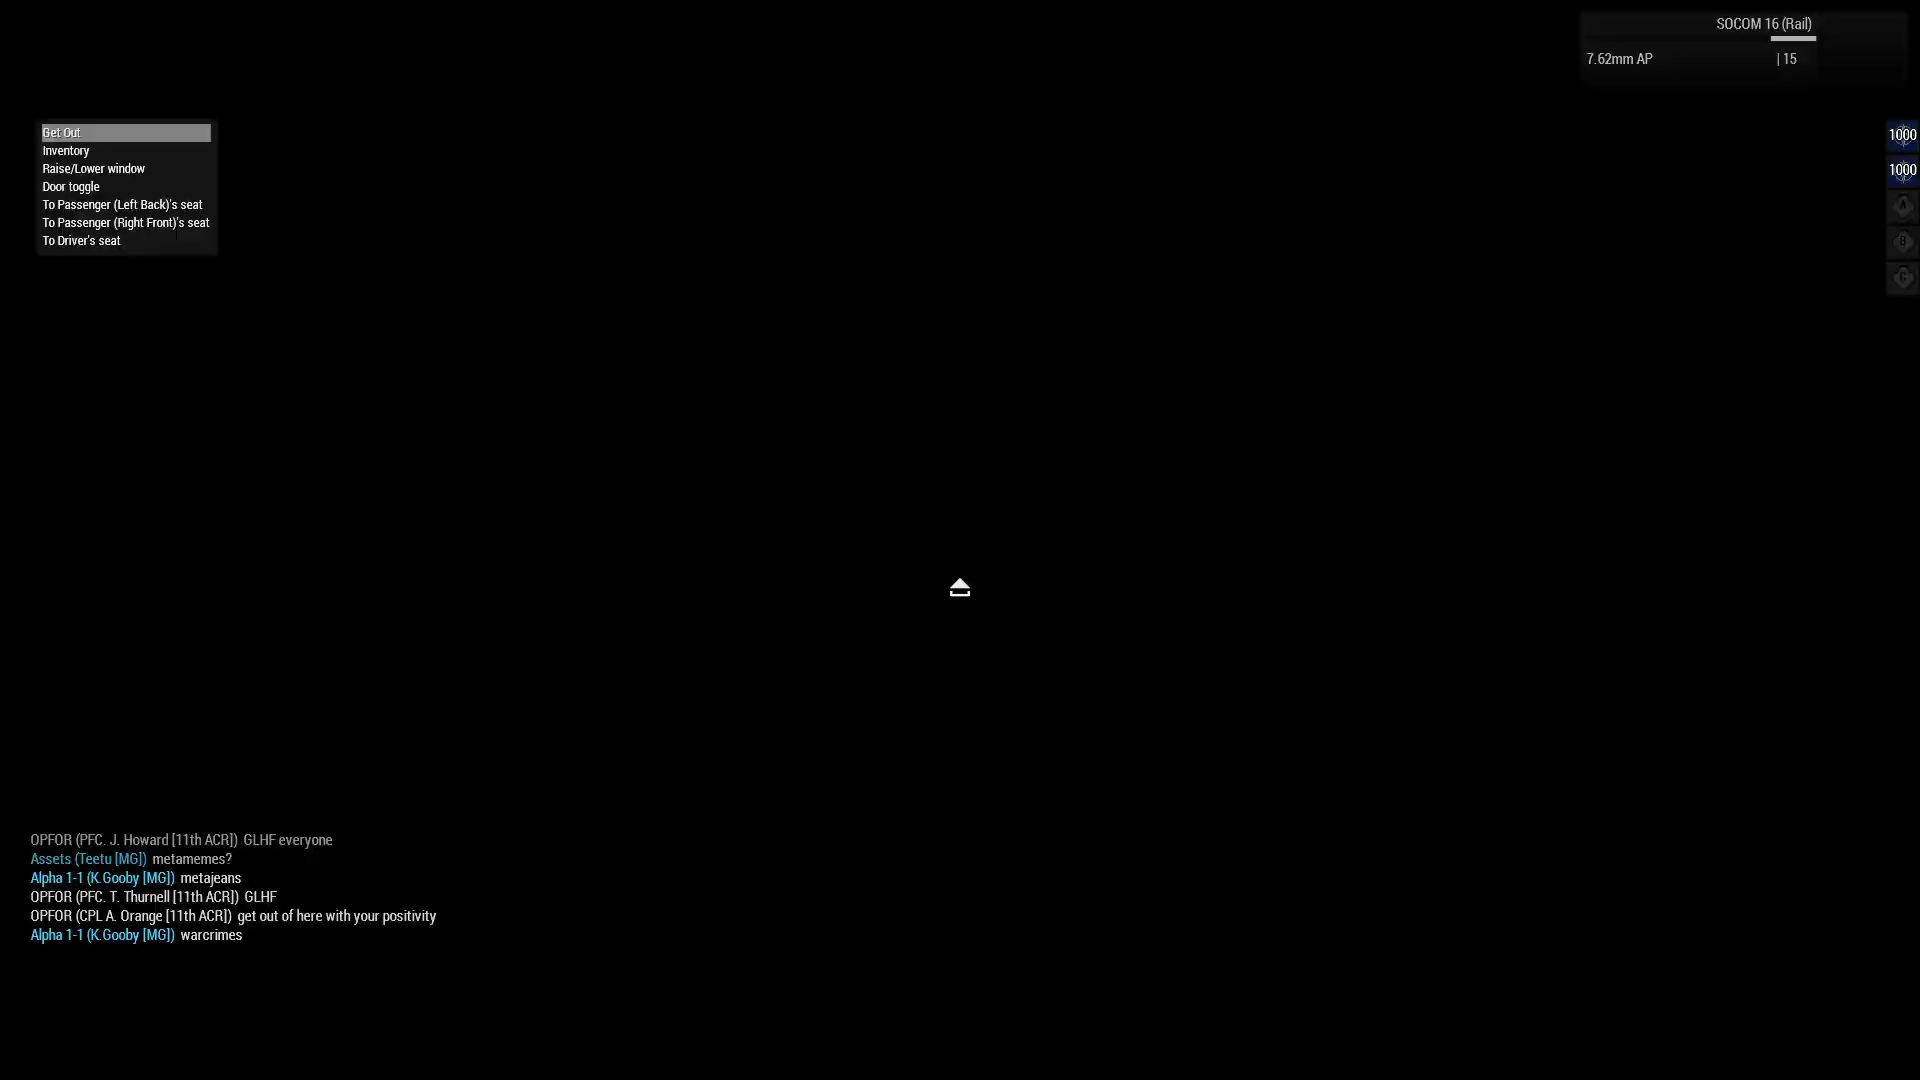 SOCOM 16 (Rail)
7.62mm AP | 15
Get Out
Inventory
Raise/Lower window
Door toggle
To Passenger (Left Back)'s seat
To Passenger (Right Front)'s seat
To Driver's seat
1000
1000
A
B
OPFOR (PFC. J. Howard [11th ACR]) GLHF everyone
Assets (Teetu [MG]) metamemes?
Alpha 1-1 (K.Gooby [MG]) metajeans
OPFOR (PFC. T. Thurnell [11th ACR]) GLHF
OPFOR (CPL A. Orange [11th ACR]) get out of here with your positivity
Alpha 1-1 (K.Gooby [MG]) warcrimes